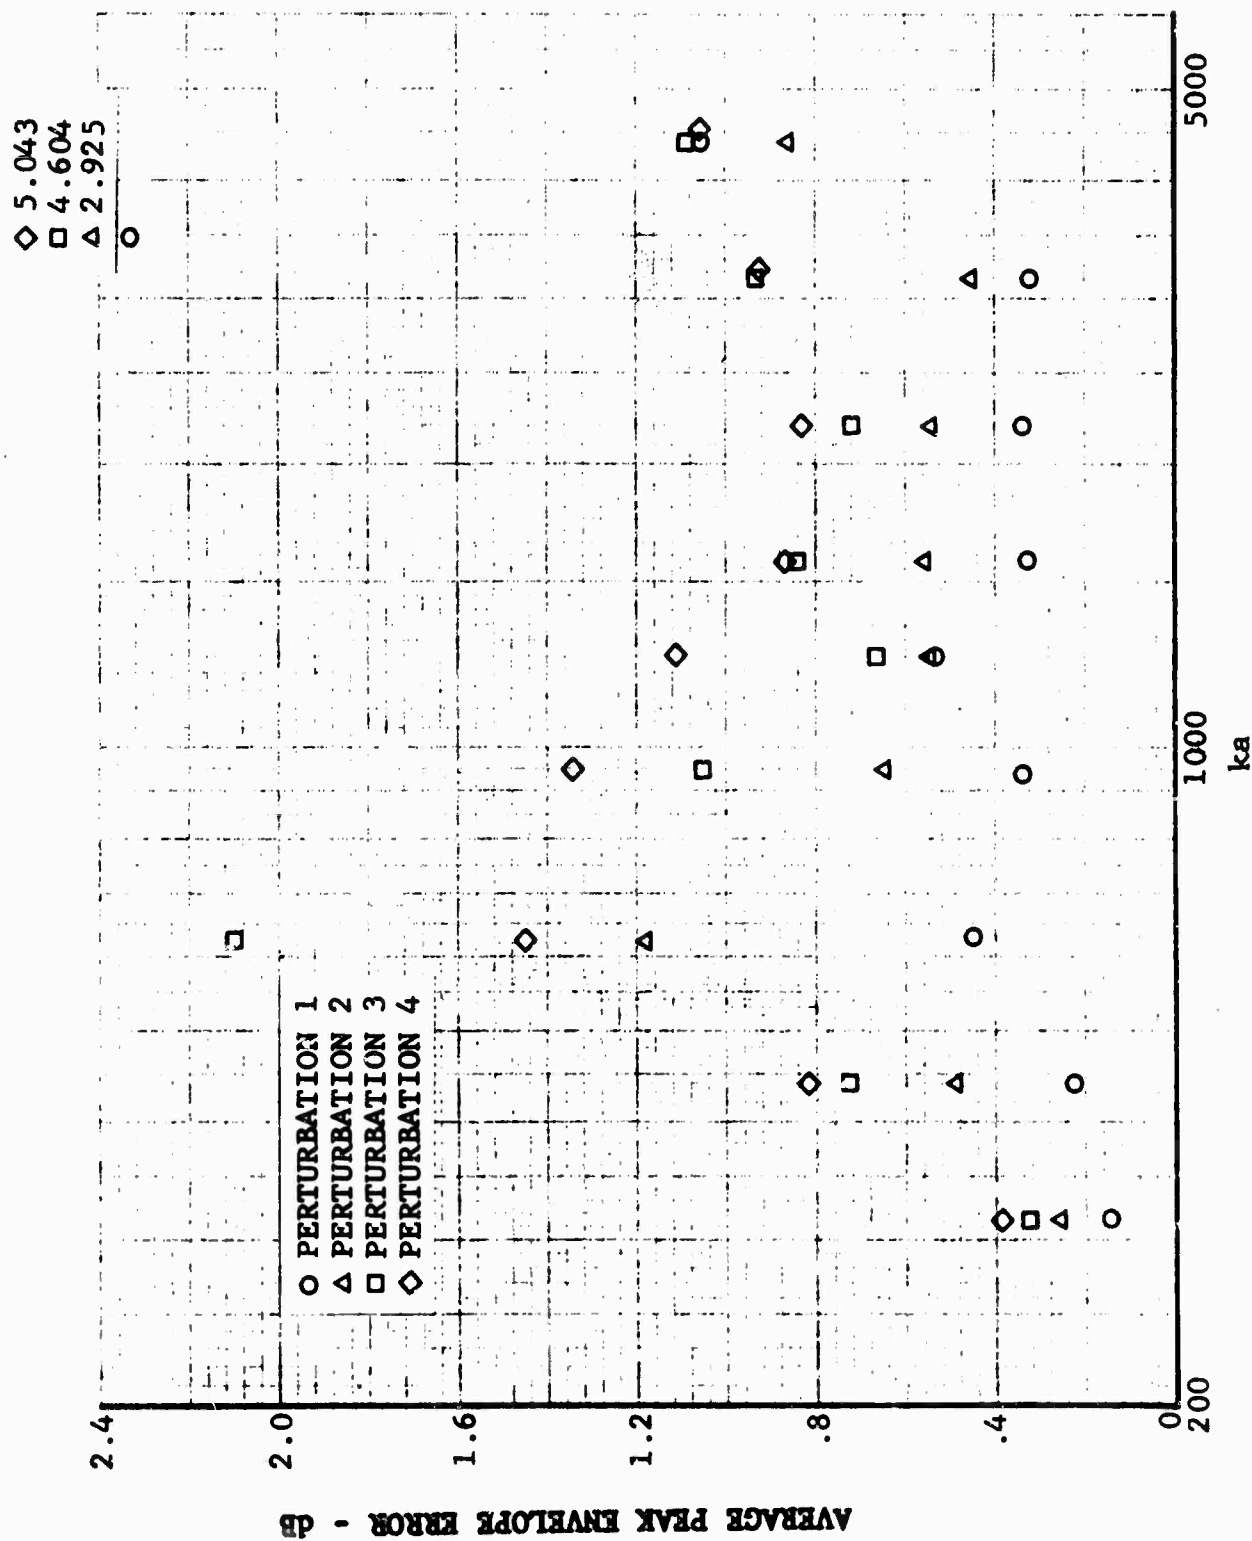 ◇ 5.043
□ 4.604
△ 2.925
○
○ PERTURBATION 1
△ PERTURBATION 2
□ PERTURBATION 3
◇ PERTURBATION 4
AVERAGE PEAK ENVELOPE ERROR - dB
2.4
2.0
1.6
1.2
.8
.4
0
200
1000
5000
ka